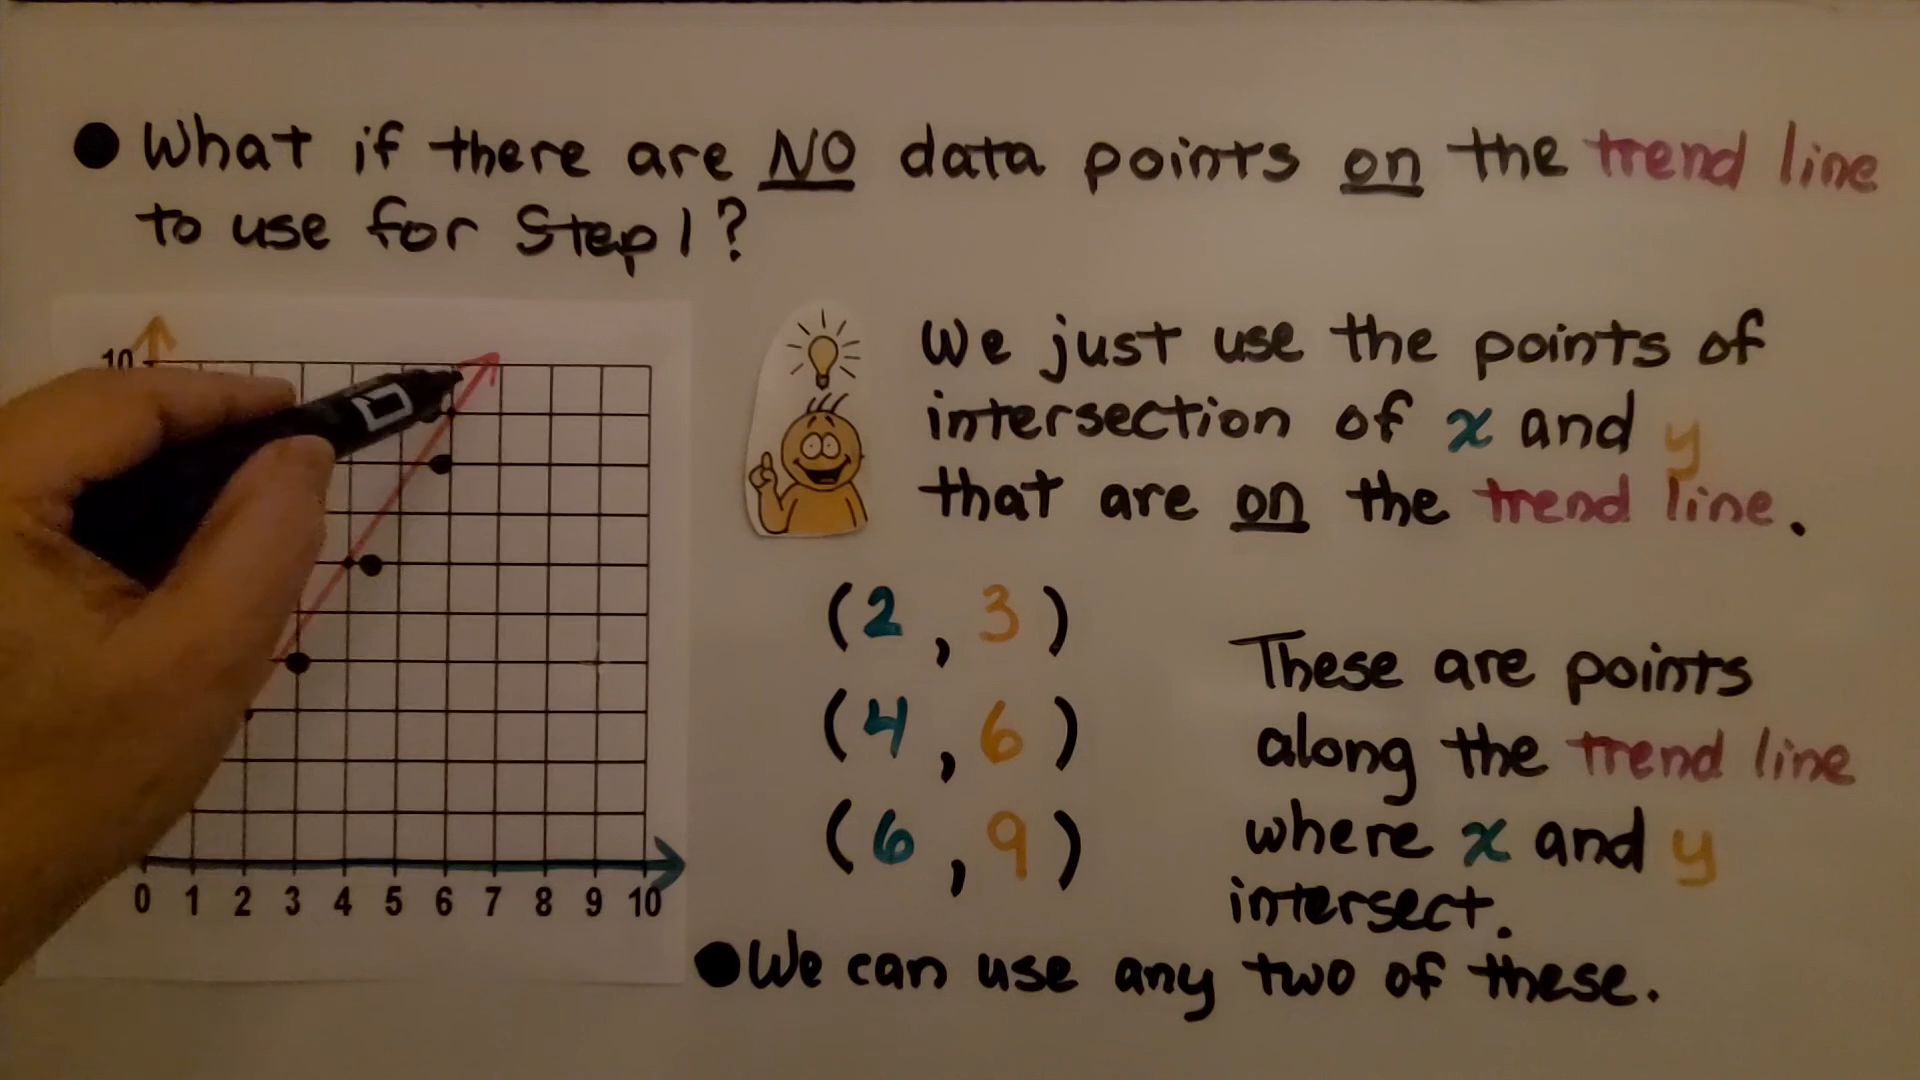 ● What if there are NO data points on the trend line
to use for Step 1?
We just use the points of
intersection of x and y
that are on the trend line.
(2, 3)
(4, 6)
(6, 9)
These are points
along the trend line
where x and y
intersect.
● We can use any two of these.
10
0 1 2 3 4 5 6 7 8 9 10